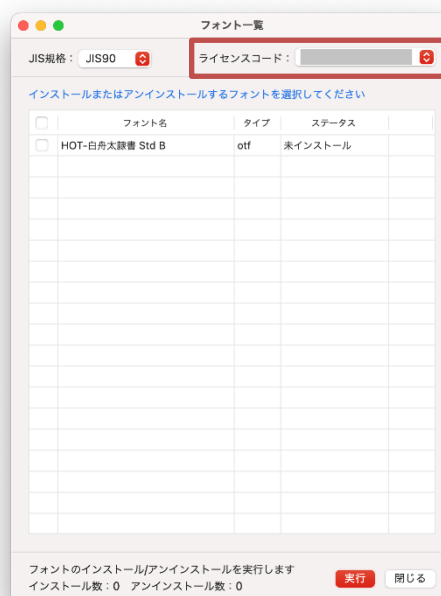 フォント一覧
JIS規格： JIS90 ライセンスコード：
インストールまたはアンインストールするフォントを選択してください
フォント名 タイプ ステータス
HOT-白舟太隷書 Std B otf 未インストール
フォントのインストール/アンインストールを実行します
インストール数：0 アンインストール数：0
実行 閉じる